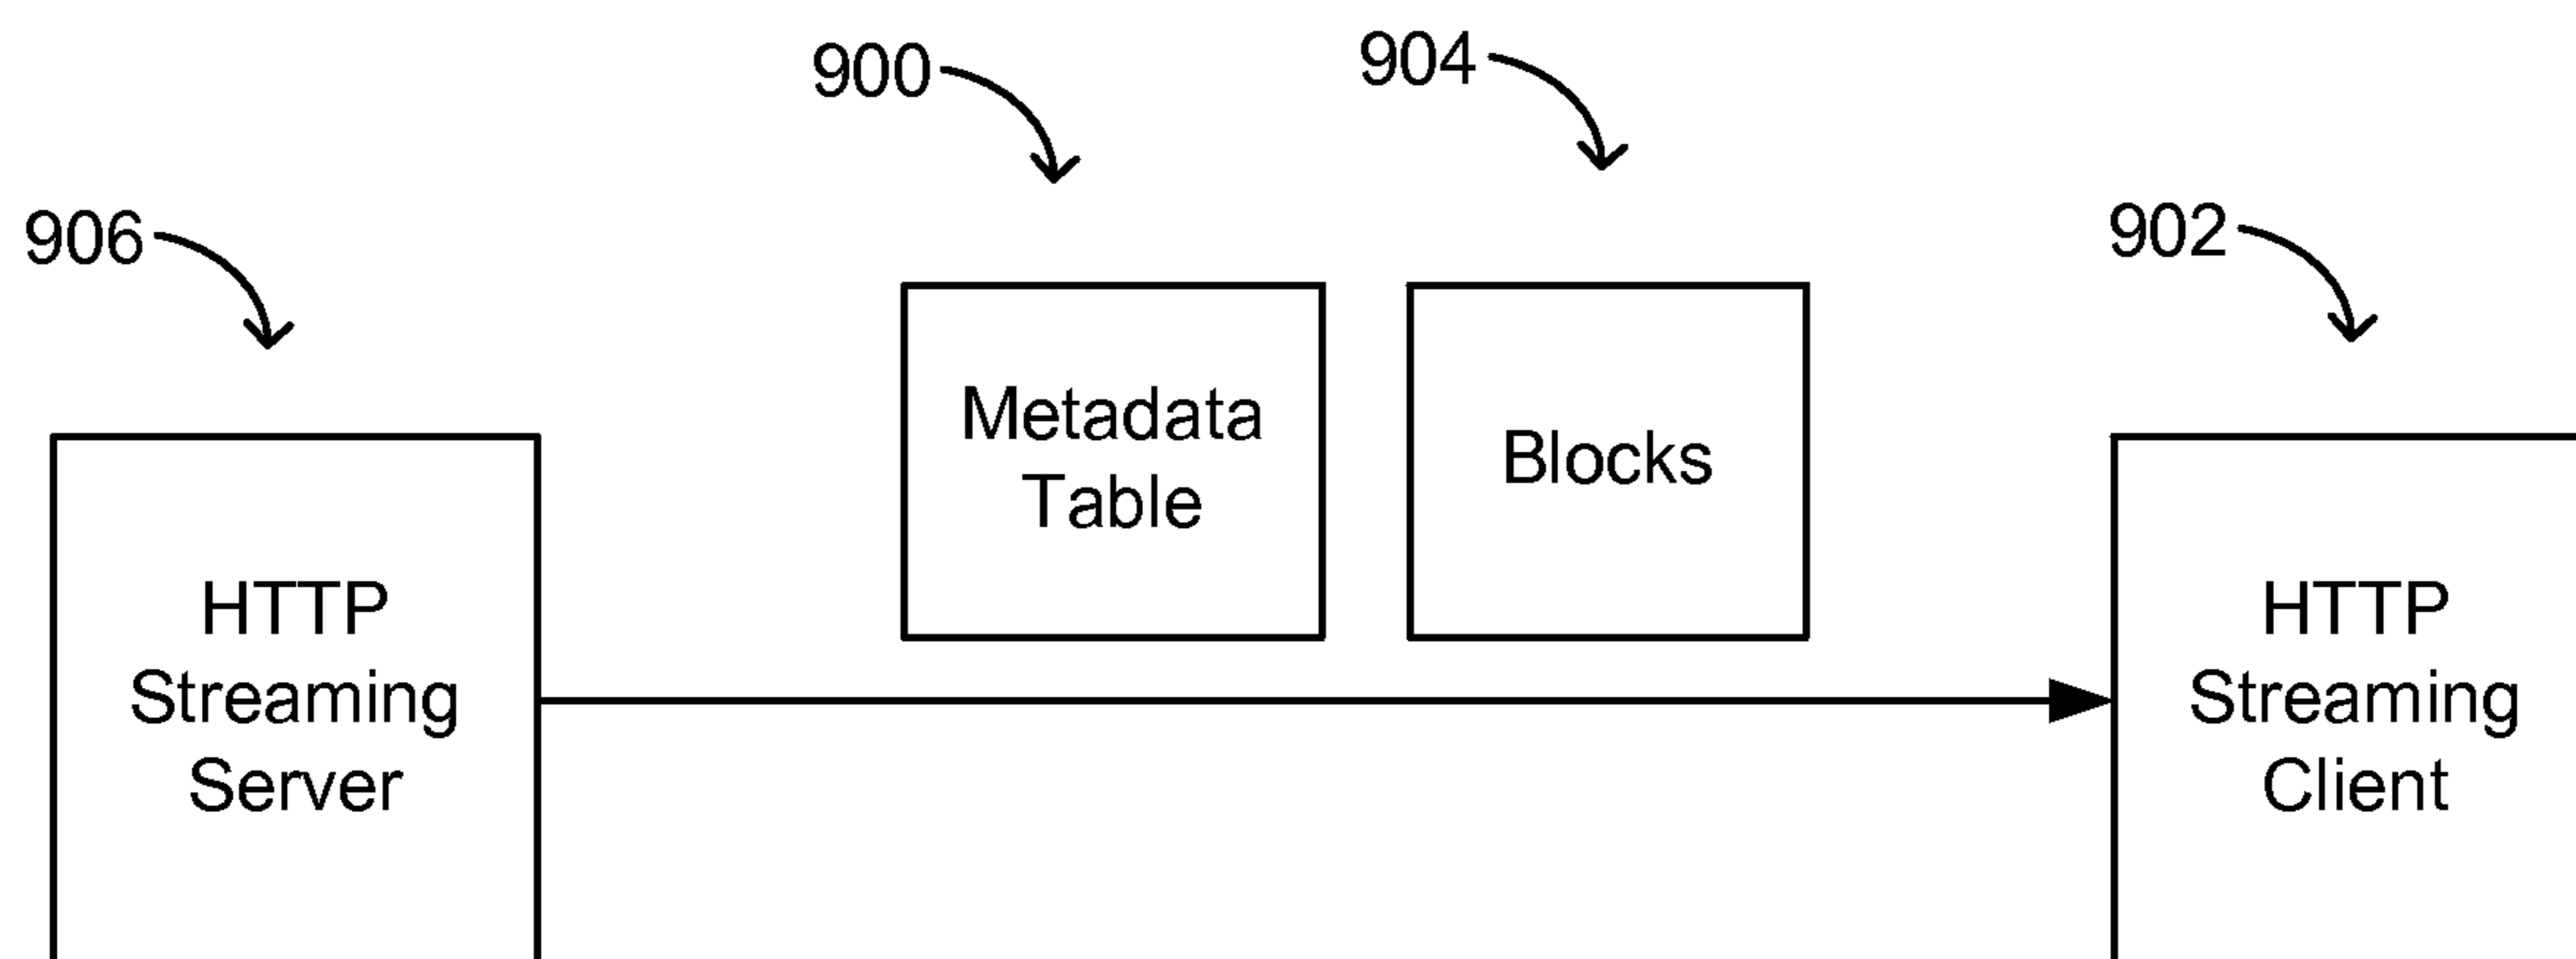 900
904
906
902
Metadata
Table
Blocks
HTTP
Streaming
Server
HTTP
Streaming
Client